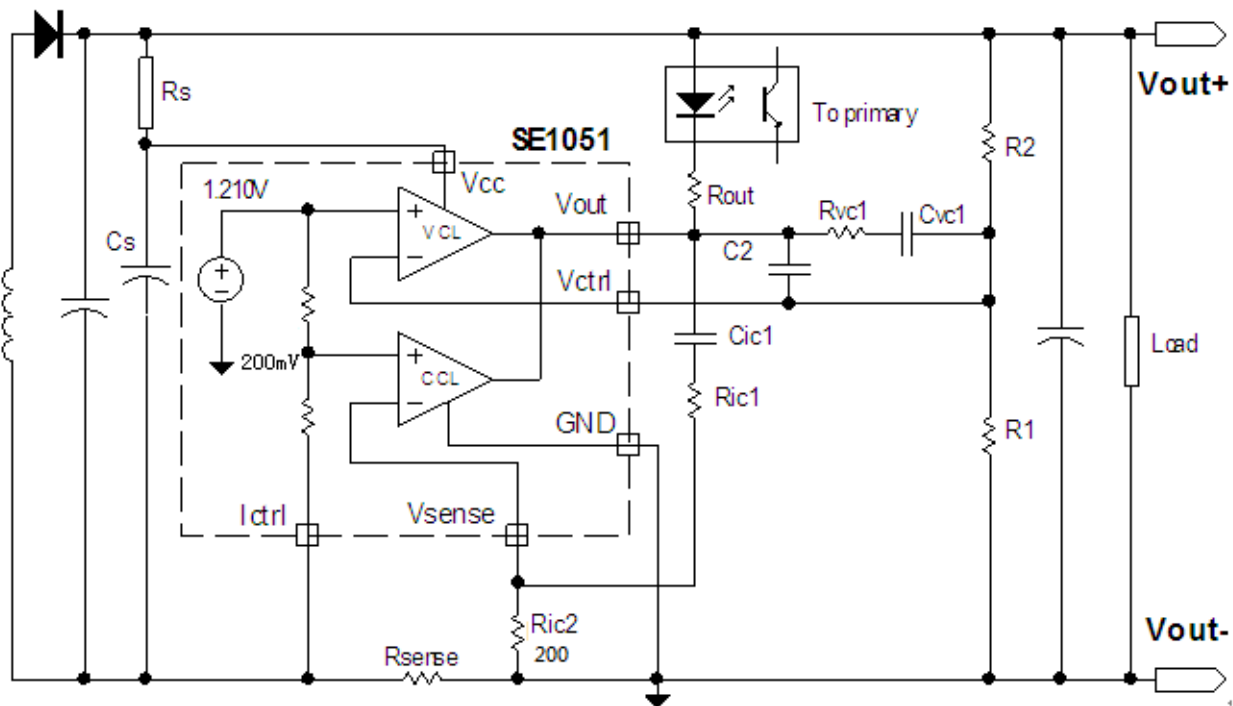 Vout+
Rs
To primary
SE1051
R2
1.210V
Vcc
Rout
Vout
Rvc1
Cvc1
+
VCL
−
Cs
C2
+
−
Vctrl
200mV
+
CCL
−
Cic1
Load
Ric1
GND
R1
Ictrl
Vsense
Ric2
200
Vout-
Rsense